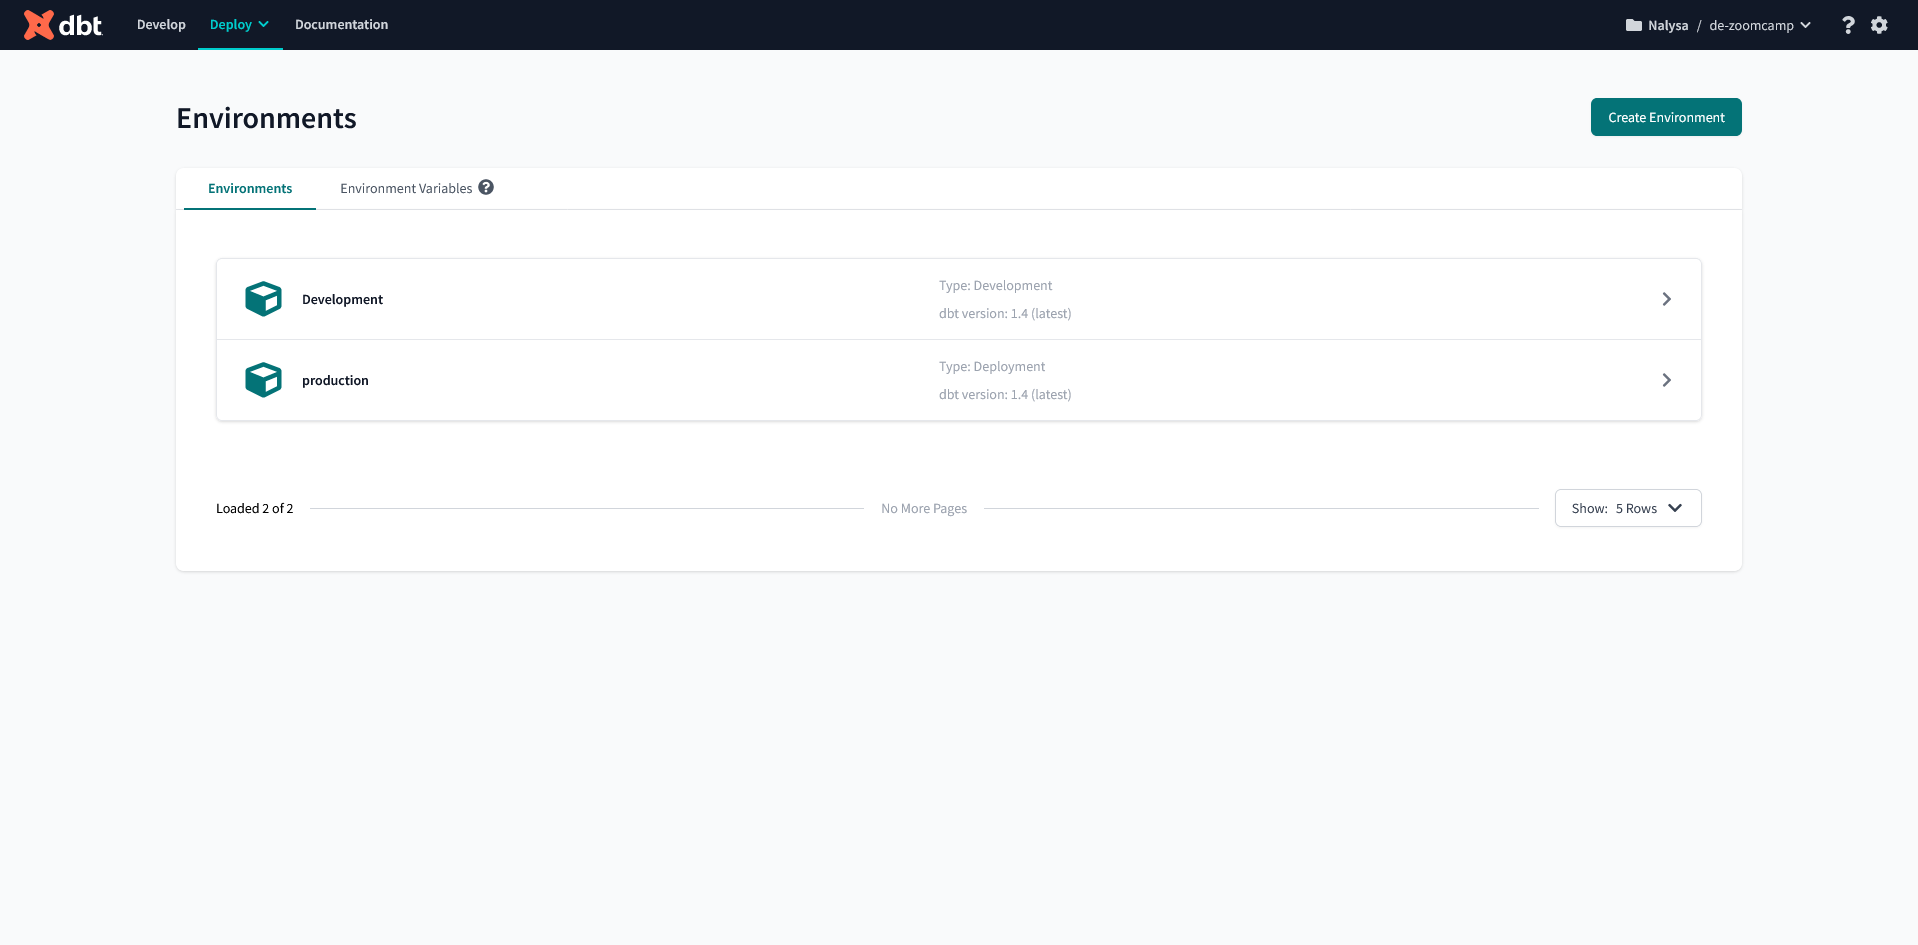 dbt
Develop
Deploy
Documentation
Nalysa / de-zoomcamp
Environments
Create Environment
Environments
Environment Variables
Development
Type: Development
dbt version: 1.4 (latest)
production
Type: Deployment
dbt version: 1.4 (latest)
Loaded 2 of 2
No More Pages
Show: 5 Rows